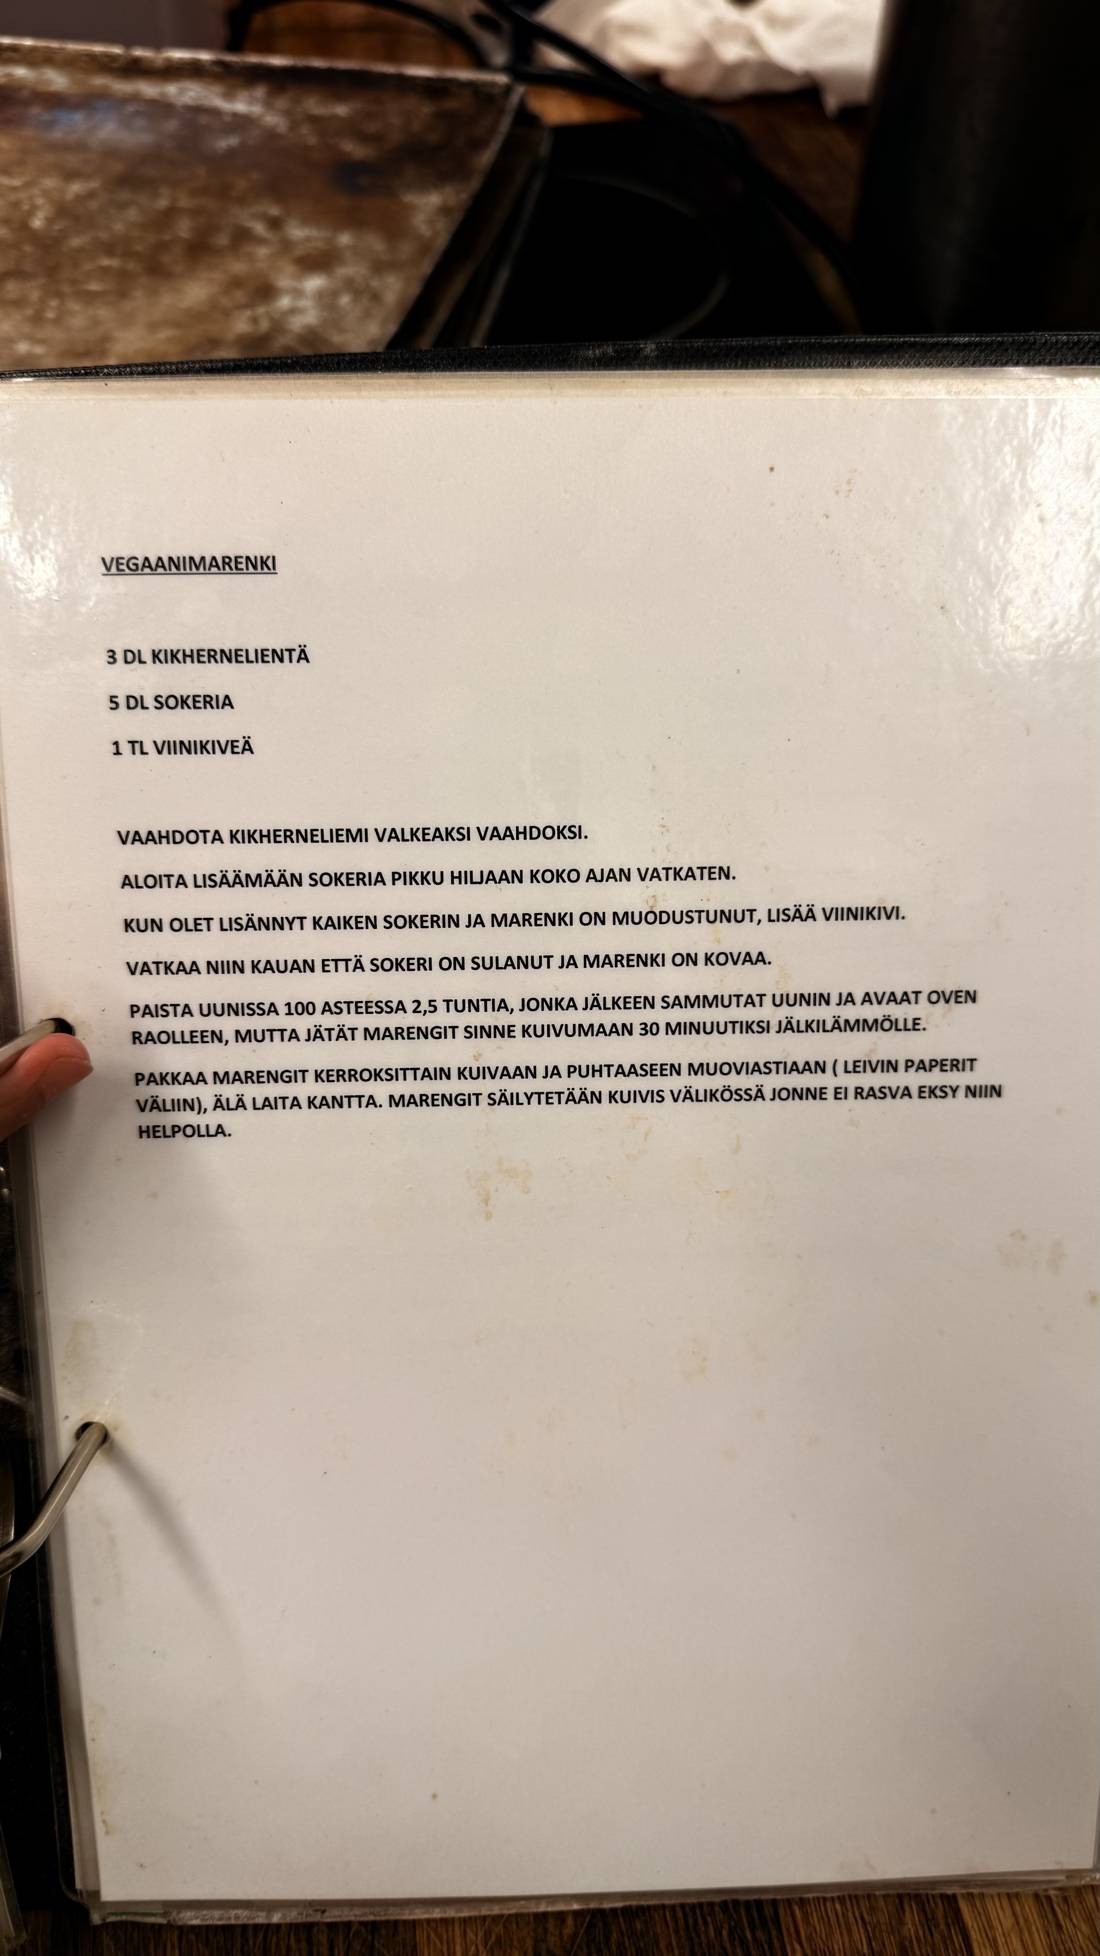 VEGAANIMARENKI
3 DL KIKHERNELIENTÄ
5 DL SOKERIA
1 TL VIINIKIVEÄ
VAAHDOTA KIKHERNELIEMI VALKEAKSI VAAHDOKSI.
ALOITA LISÄÄMÄÄN SOKERIA PIKKU HILJAAN KOKO AJAN VATKATEN.
KUN OLET LISÄNNYT KAIKEN SOKERIN JA MARENKI ON MUODUSTUNUT, LISÄÄ VIINIKIVI.
VATKAA NIIN KAUAN ETTÄ SOKERI ON SULANUT JA MARENKI ON KOVAA.
PAISTA UUNISSA 100 ASTEESSA 2,5 TUNTIA, JONKA JÄLKEEN SAMMUTAT UUNIN JA AVAAT OVEN
RAOLLEEN, MUTTA JÄTÄT MARENGIT SINNE KUIVUMAAN 30 MINUUTIKSI JÄLKILÄMMÖLLE.
PAKKAA MARENGIT KERROKSITTAIN KUIVAAN JA PUHTAASEEN MUOVIASTIAAN ( LEIVIN PAPERIT
VÄLIIN), ÄLÄ LAITA KANTTA. MARENGIT SÄILYTETÄÄN KUIVIS VÄLIKÖSSÄ JONNE EI RASVA EKSY NIIN
HELPOLLA.